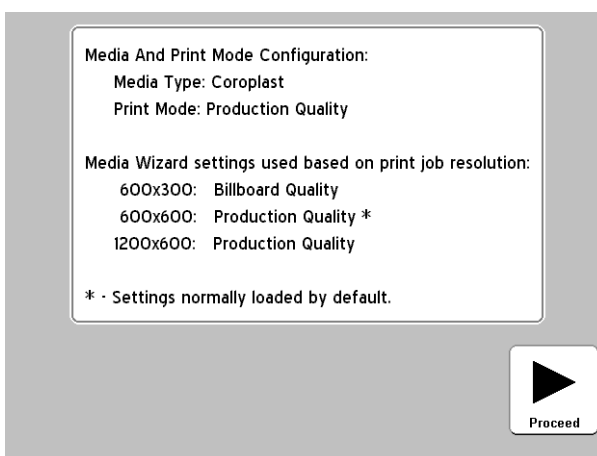 Media And Print Mode Configuration:
Media Type: Coroplast
Print Mode: Production Quality
Media Wizard settings used based on print job resolution:
600x300: Billboard Quality
600x600: Production Quality *
1200x600: Production Quality
* - Settings normally loaded by default.
Proceed